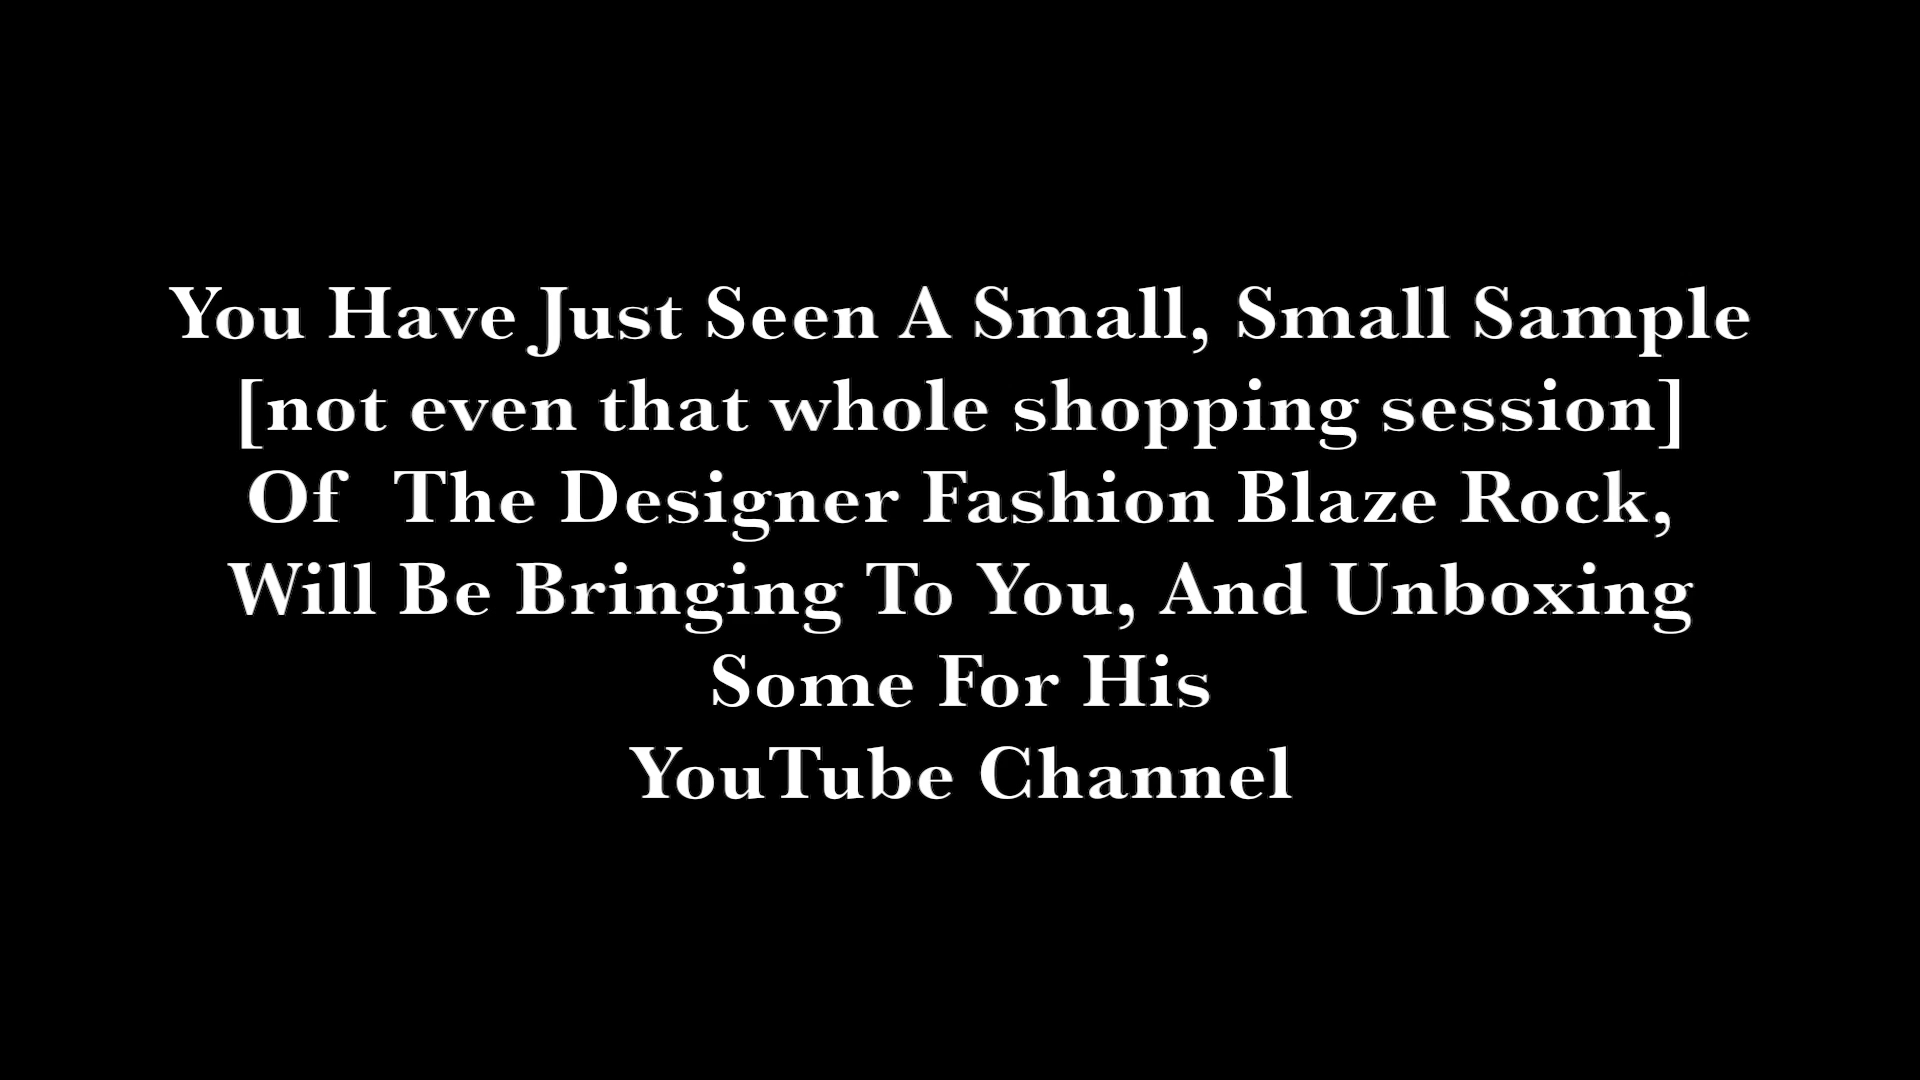 You Have Just Seen A Small, Small Sample
[not even that whole shopping session]
Of  The Designer Fashion Blaze Rock,
Will Be Bringing To You, And Unboxing
Some For His
YouTube Channel